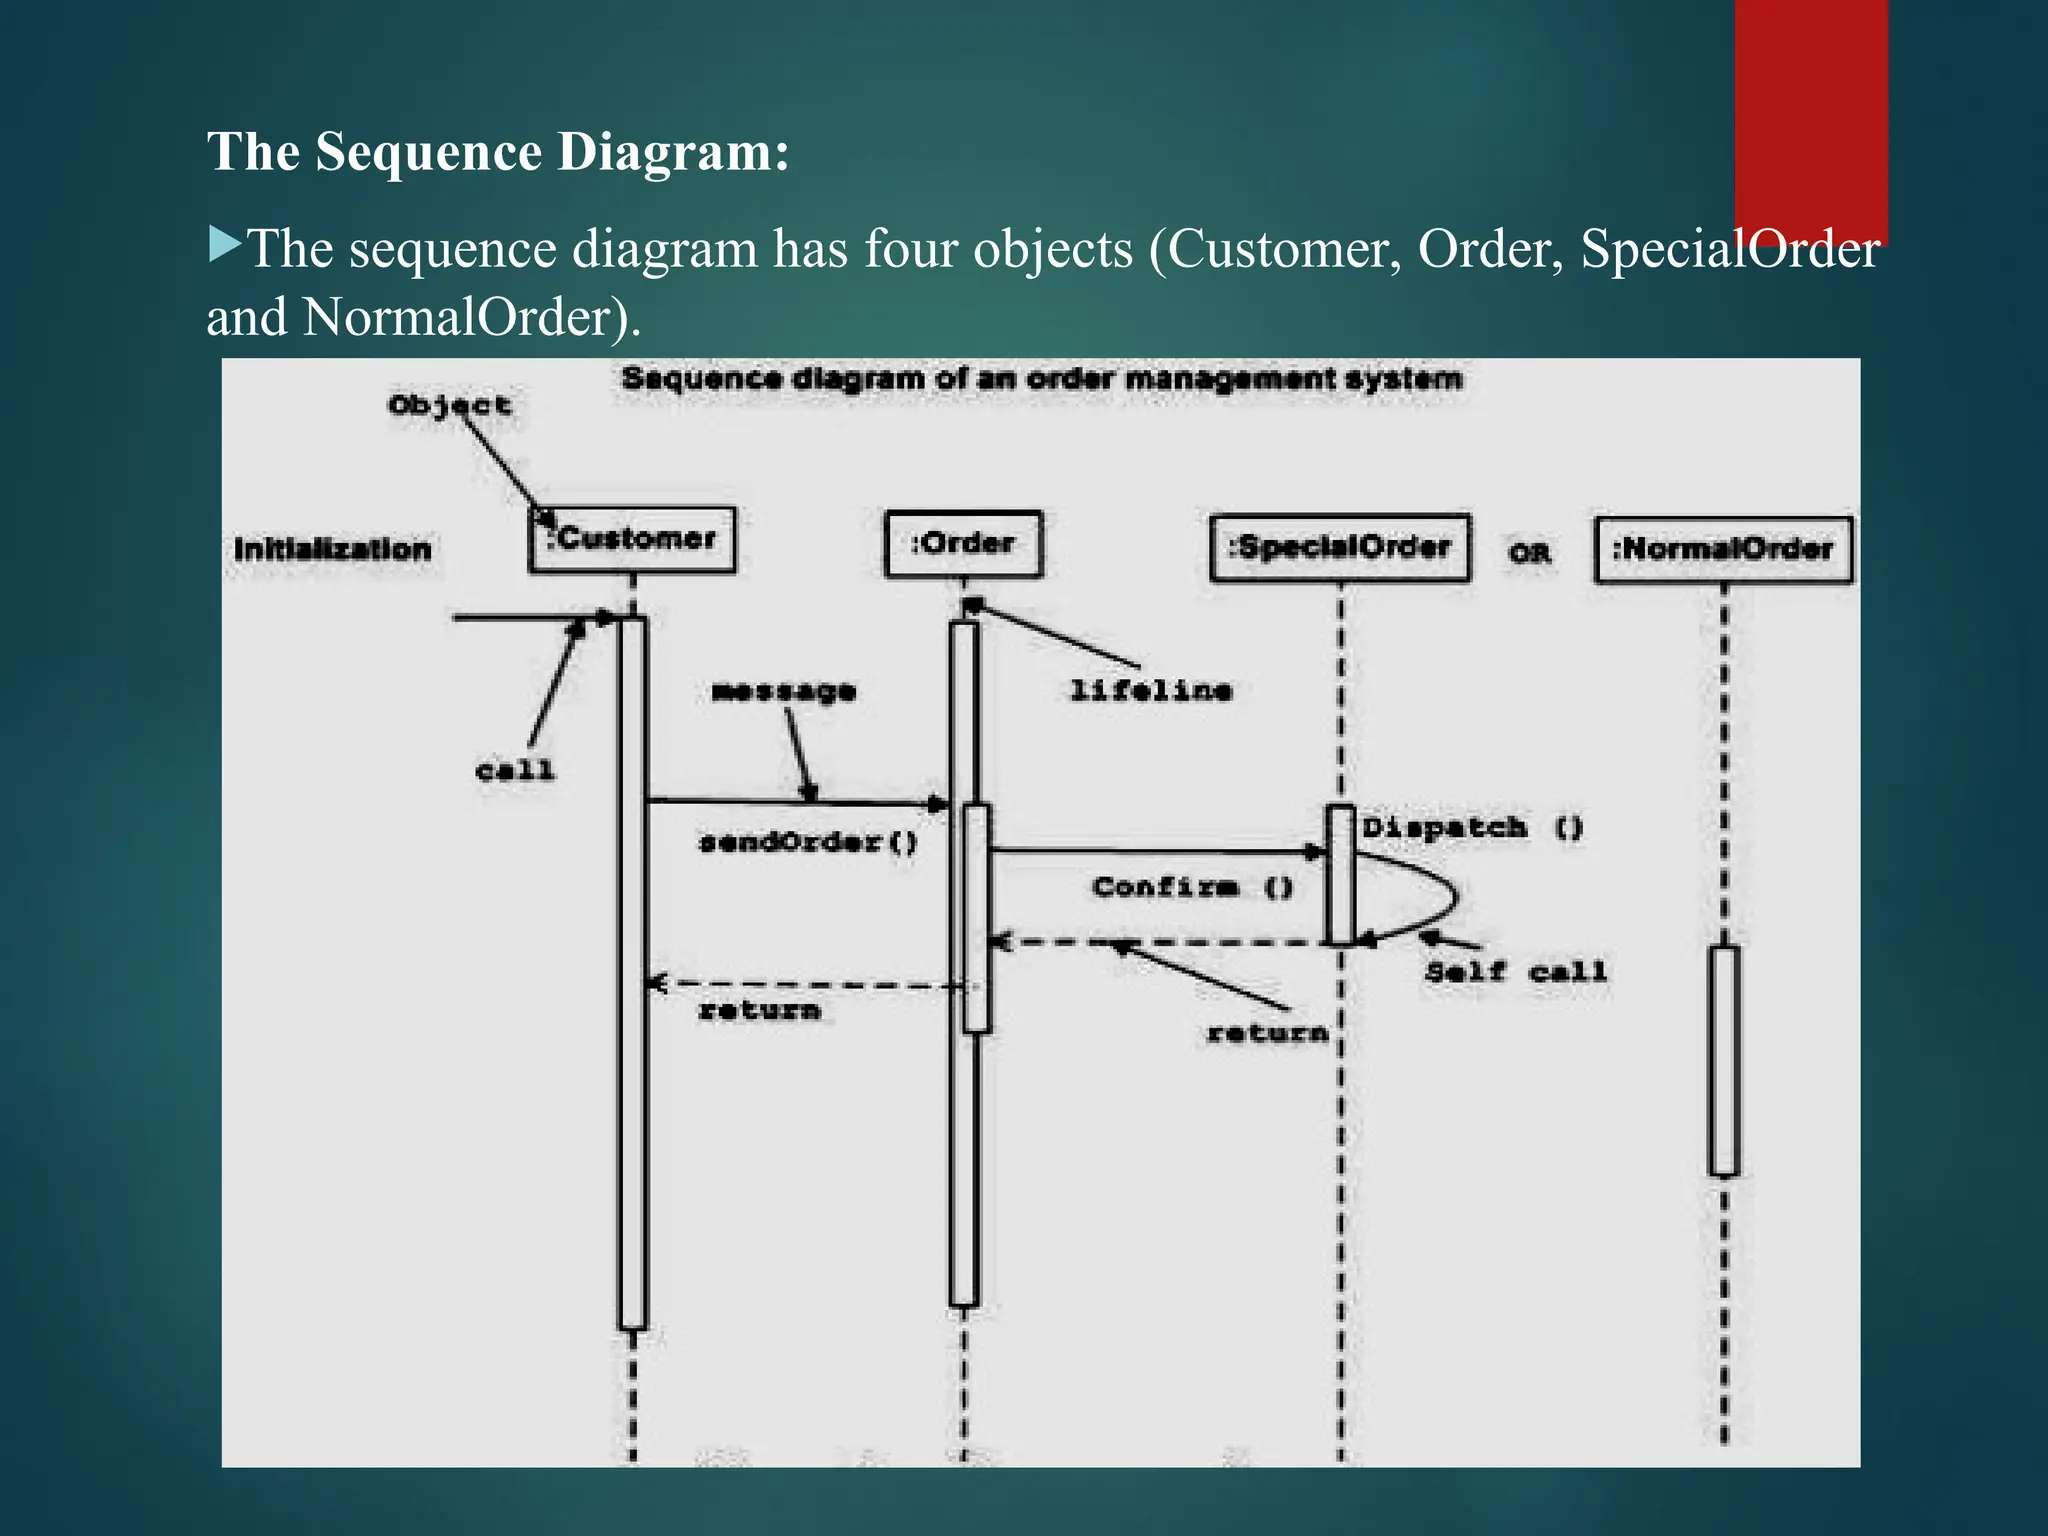 The Sequence Diagram:
The sequence diagram has four objects (Customer, Order, SpecialOrder
and NormalOrder).
Sequence diagram of an order management system
Object
Initialization
:Customer
:Order
:SpecialOrder
OR
:NormalOrder
message
lifeline
call
sendOrder()
Dispatch ()
Confirm ()
Self call
return
return